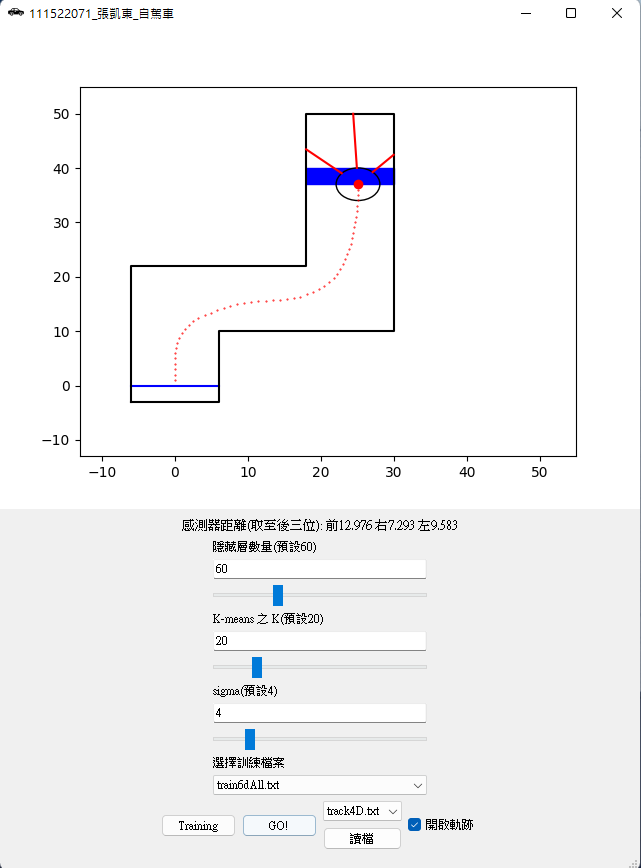 111522071_張凱東_自駕車
50
40
30
20
10
0
−10
−10 0 10 20 30 40 50
感測器距離(取至後三位): 前12.976 右7.293 左9.583
隱藏層數量(預設60)
60
K-means 之 K(預設20)
20
sigma(預設4)
4
選擇訓練檔案
train6dAll.txt
track4D.txt
Training GO! 開啟軌跡
讀檔